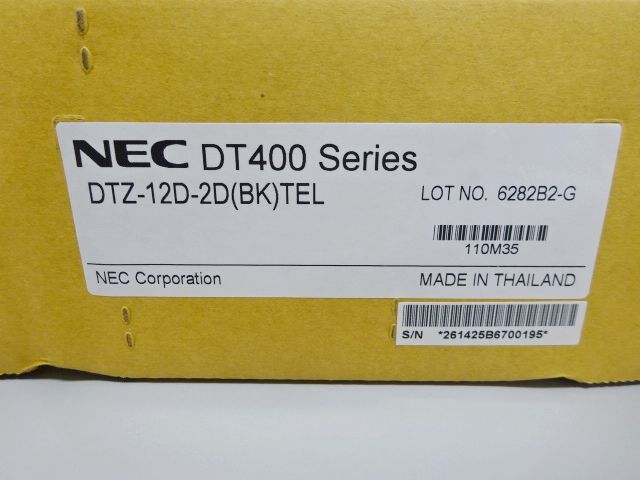 NEC DT400 Series
DTZ-12D-2D(BK)TEL
LOT NO. 6282B2-G
110M35
NEC Corporation
MADE IN THAILAND
S/N *261425B6700195*